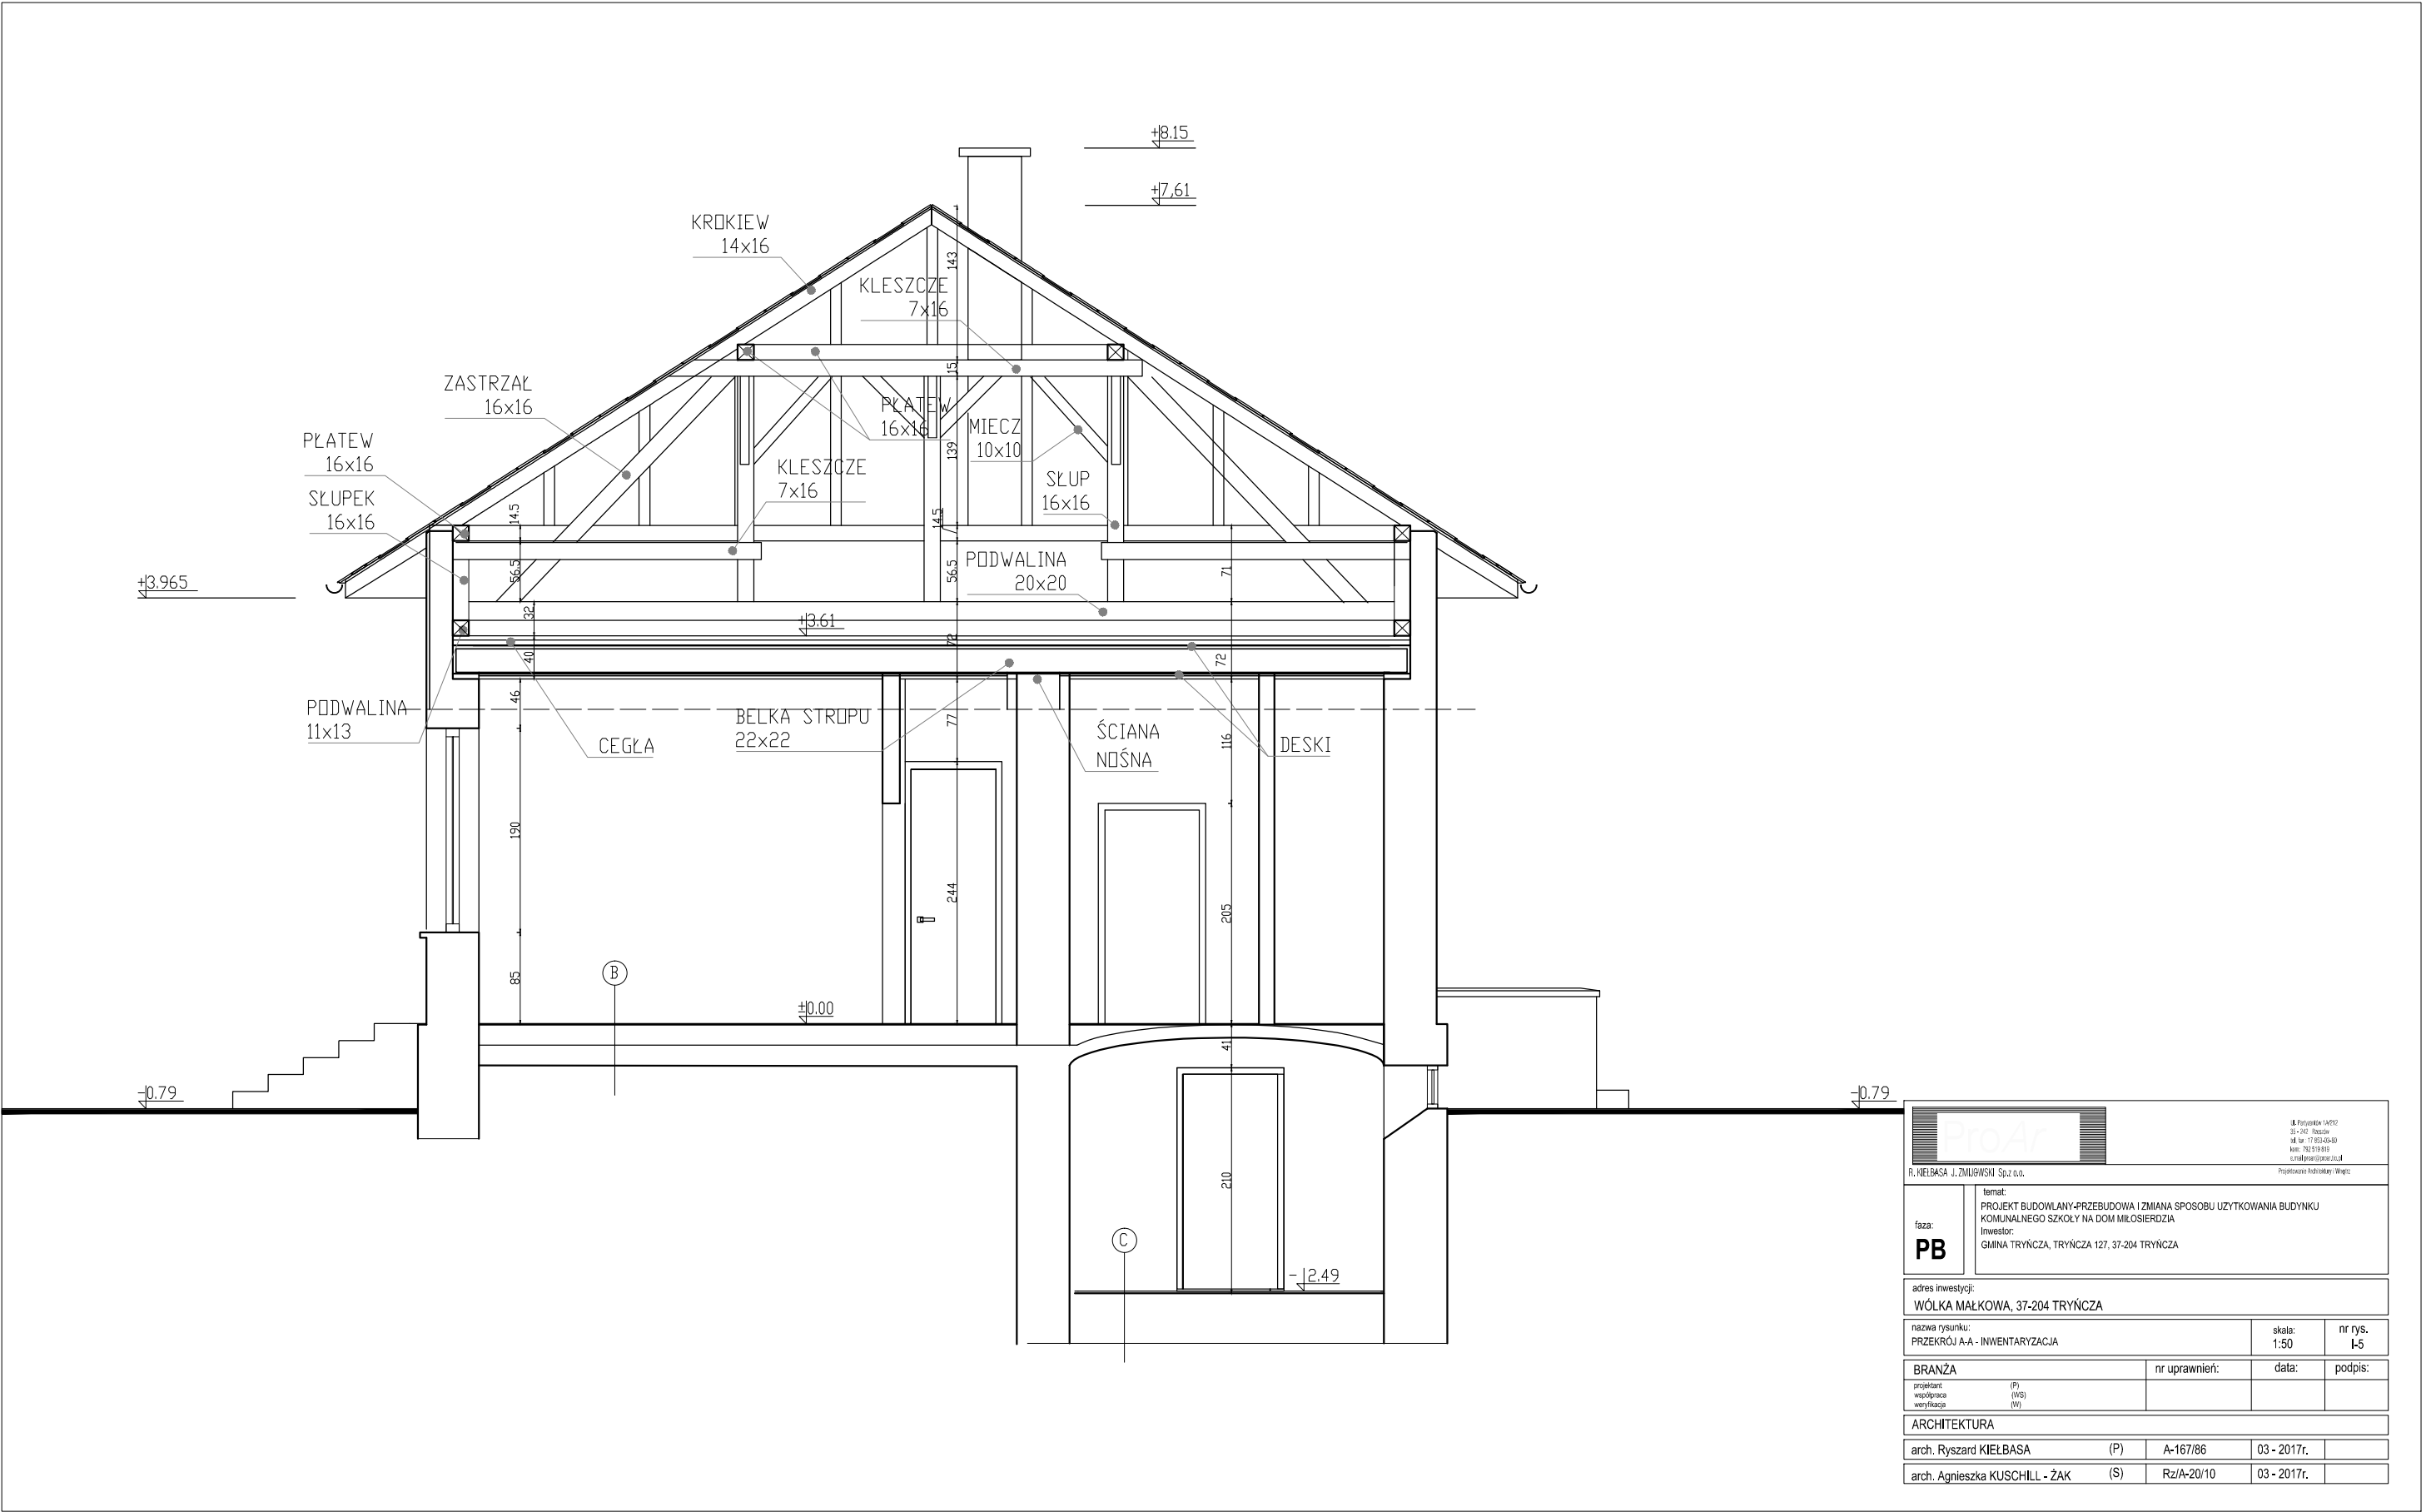 +8.15
+7,61
KROKIEW
14x16
143
KLESZCZE
7x16
15
ZASTRZAŁ
16x16
PŁATEW
16x16
MIECZ
10x10
139
PŁATEW
16x16
KLESZCZE
7x16
SŁUP
16x16
SŁUPEK
16x16
14.5
14.5
PODWALINA
20x20
56.5
56.5
71
+3.965
32
+3.61
72
40
72
46
PODWALINA
11x13
CEGŁA
BELKA STROPU
22x22
77
ŚCIANA
NOŚNA
116
DESKI
190
244
205
85
B
±0.00
41
-0.79
-0.79
210
C
-2.49
ProAr
R. KIEŁBASA J. ŻMIJOWSKI Sp.z o.o.
faza:
PB
temat:
PROJEKT BUDOWLANY-PRZEBUDOWA I ZMIANA SPOSOBU UZYTKOWANIA BUDYNKU
KOMUNALNEGO SZKOŁY NA DOM MIŁOSIERDZIA
Inwestor:
GMINA TRYŃCZA, TRYŃCZA 127, 37-204 TRYŃCZA
adres inwestycji:
WÓLKA MAŁKOWA, 37-204 TRYŃCZA
nazwa rysunku:
PRZEKRÓJ A-A - INWENTARYZACJA
skala:
1:50
nr rys.
I-5
BRANŻA nr uprawnień: data: podpis:
projektant (P)
współpraca (WS)
weryfikacja (W)
ARCHITEKTURA
arch. Ryszard KIEŁBASA (P) A-167/86 03 - 2017r.
arch. Agnieszka KUSCHILL - ŻAK (S) Rz/A-20/10 03 - 2017r.